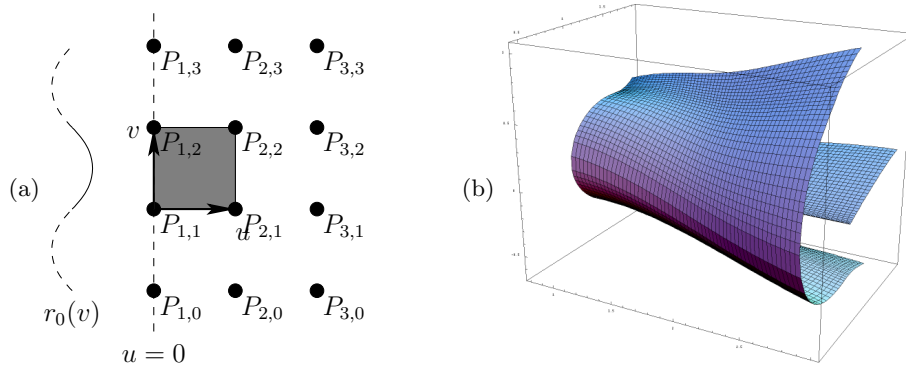 P1,3 P2,3 P3,3
v P1,2 P2,2 P3,2
(a) (b)
P1,1 u P2,1 P3,1
r0(v) P1,0 P2,0 P3,0
u = 0